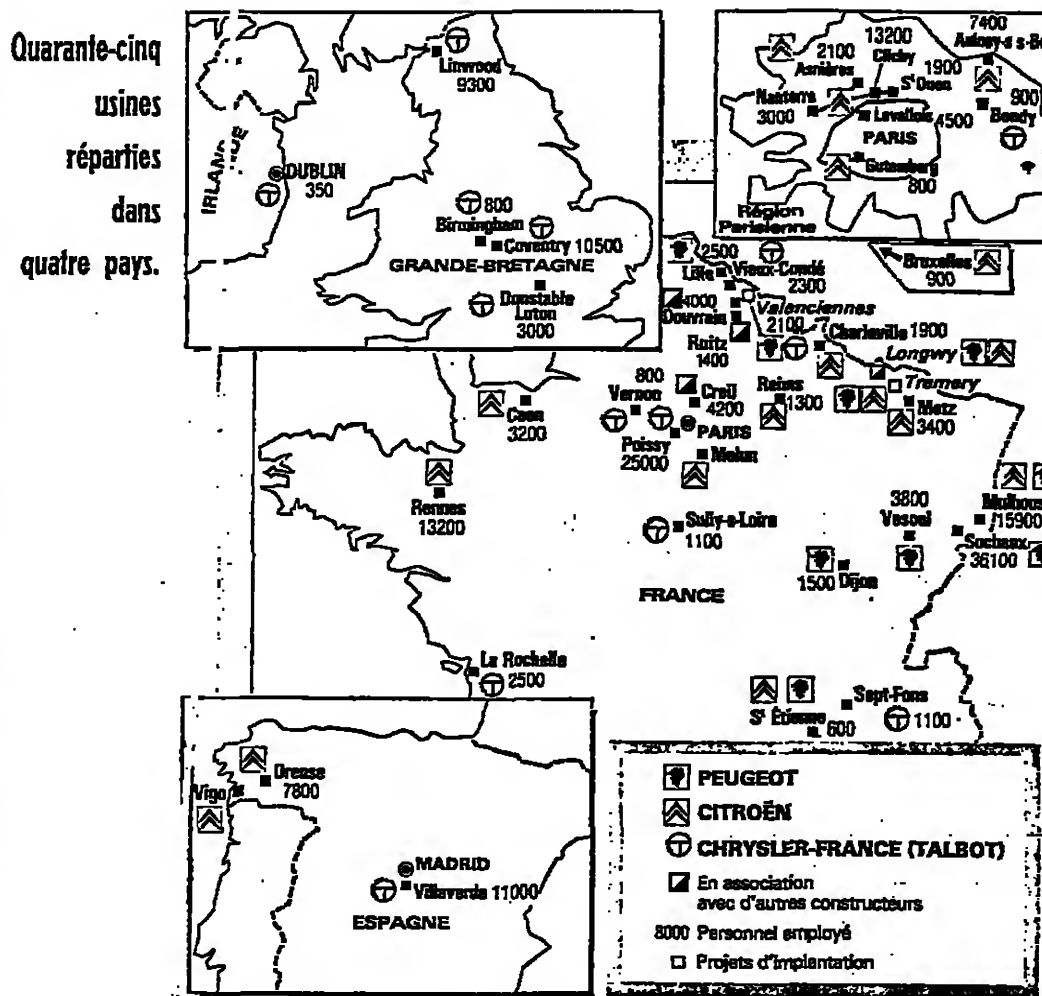 Quarante-cinq
usines
réparties
dans
quatre pays.
Linwood
9300
IRLANDE
DUBLIN
350
800
Birmingham
Coventry 10500
GRANDE-BRETAGNE
Dunstable
Luton
3000
7400
13200
2100
Clichy
Asnières
1900
St Ouen
900
Nanterre
3000
Levallois
4500
Bondy
PARIS
Gutemberg
800
Région
Parisienne
Bruxelles
900
2500
Lille
Vieux-Condé
2300
4000
Valenciennes
Douvrain
2100
Ruitz
1400
Charleville 1900
Longwy
Tremery
800
Vernon
Creil
4200
Reims
1300
Metz
3400
Caen
3200
PARIS
Poissy
25000
Melun
Rennes
13200
Sully-s-Loire
1100
3800
Vesoul
15900
Sochaux
36100
1500 Dijon
FRANCE
La Rochelle
2500
St Étienne
600
Sept-Fons
1100
Orense
7800
Vigo
MADRID
Villaverde 11000
ESPAGNE
PEUGEOT
CITROËN
CHRYSLER-FRANCE (TALBOT)
En association
avec d'autres constructeurs
8000 Personnel employé
Projets d'implantation